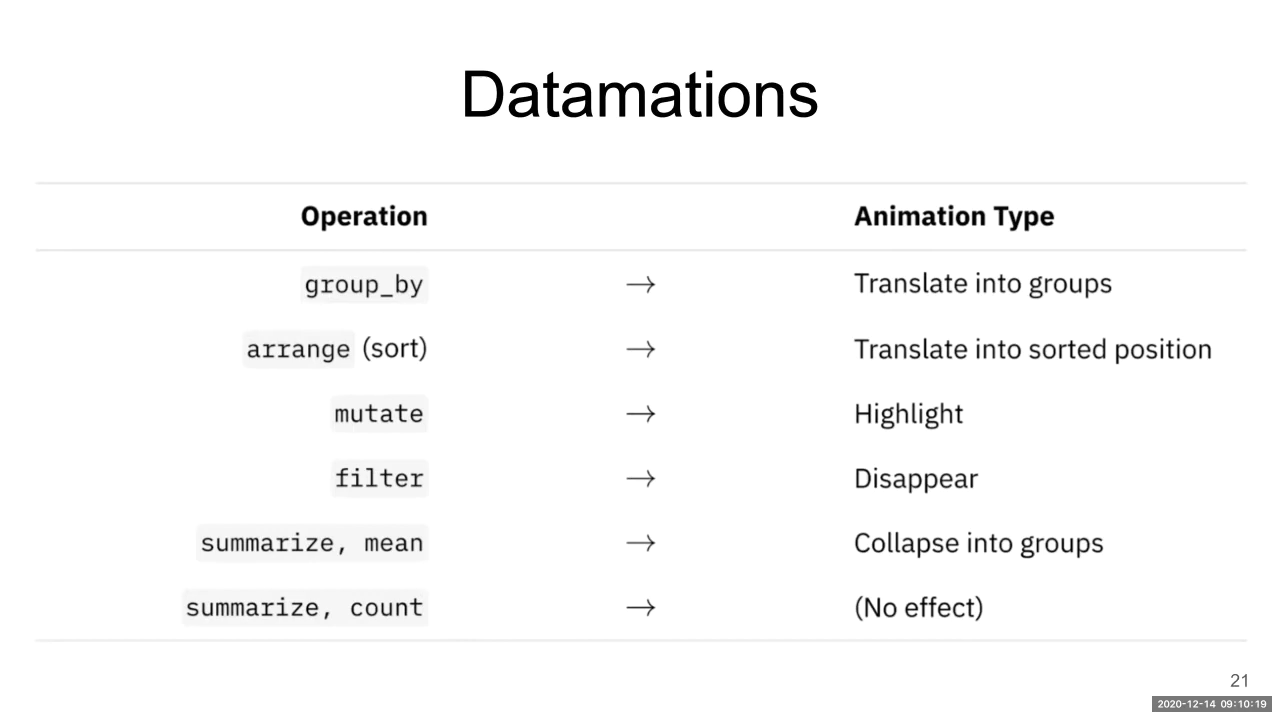 Datamations
Operation Animation Type
group_by → Translate into groups
arrange (sort) → Translate into sorted position
mutate → Highlight
filter → Disappear
summarize, mean → Collapse into groups
summarize, count → (No effect)
21
2020-12-14 09:10:19